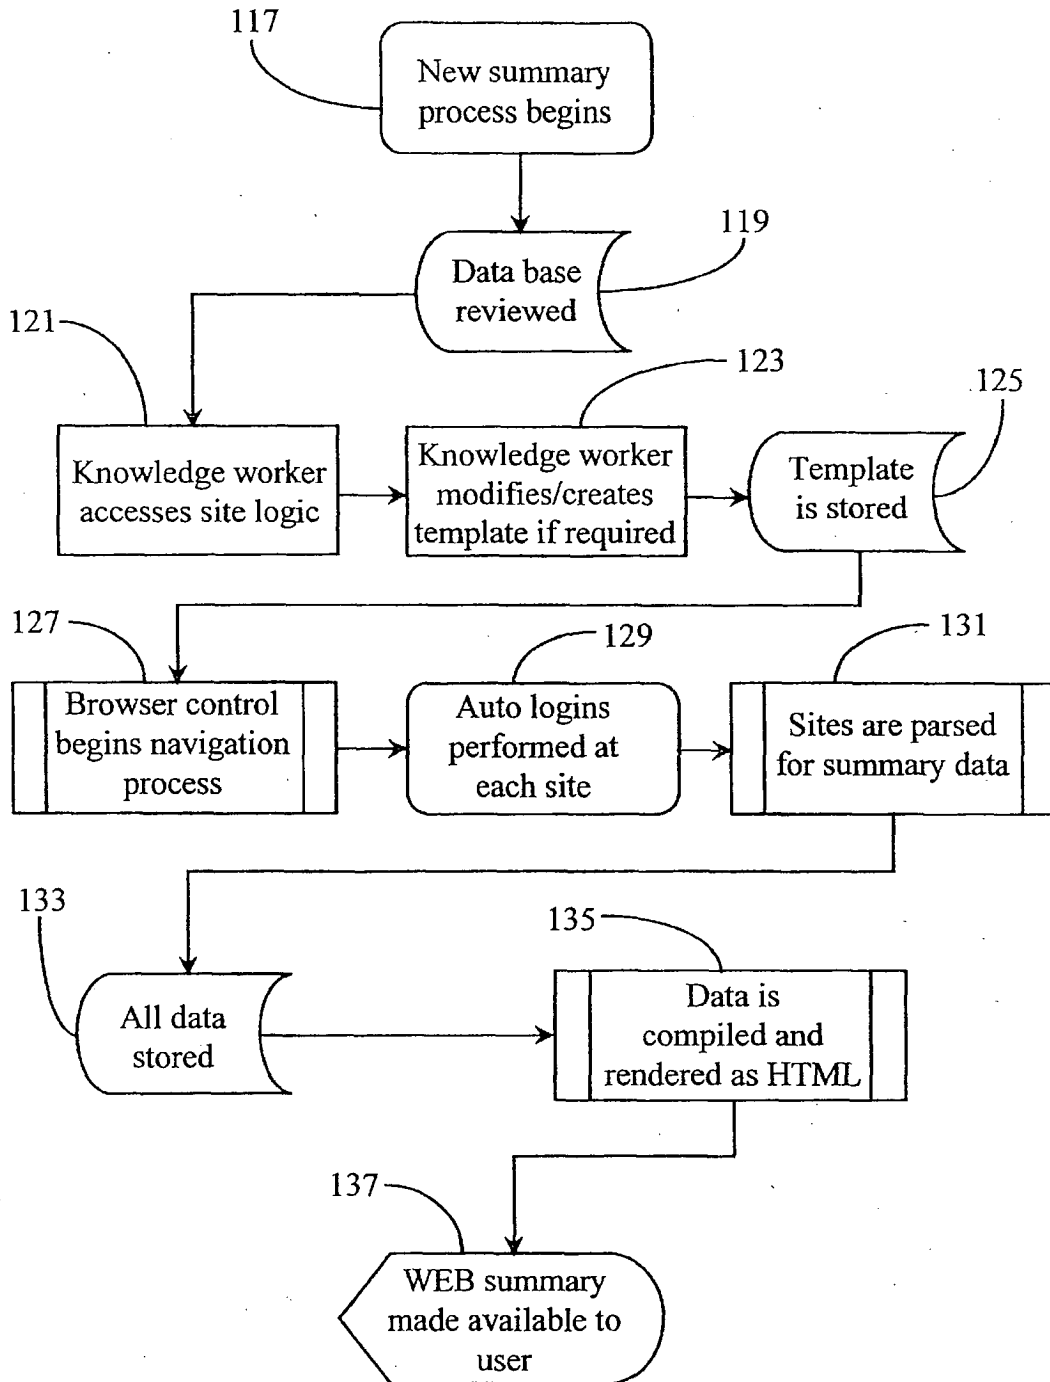 117
New summary
process begins
119
Data base
reviewed
121
Knowledge worker
accesses site logic
123
Knowledge worker
modifies/creates
template if required
125
Template
is stored
127
Browser control
begins navigation
process
129
Auto logins
performed at
each site
131
Sites are parsed
for summary data
133
All data
stored
135
Data is
compiled and
rendered as HTML
137
WEB summary
made available to
user